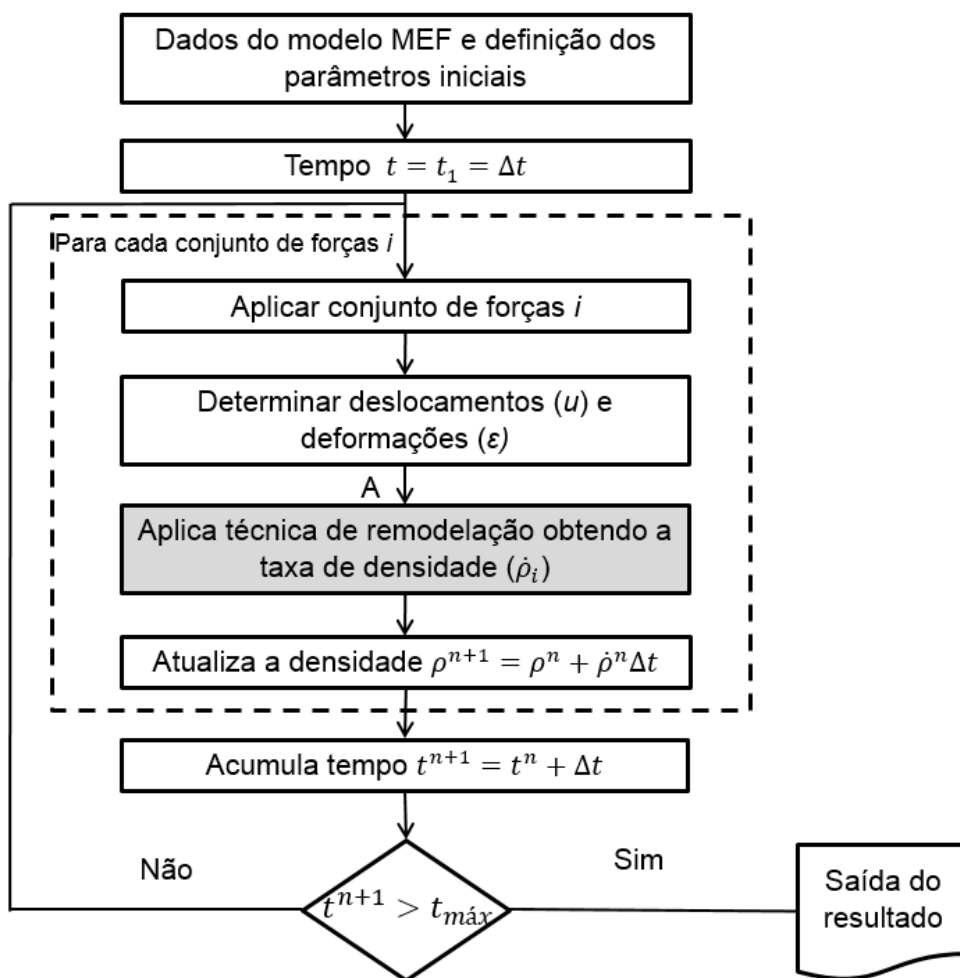 Dados do modelo MEF e definição dos
parâmetros iniciais
Tempo t = t₁ = Δt
Para cada conjunto de forças i
Aplicar conjunto de forças i
Determinar deslocamentos (u) e
deformações (ε)
A
Aplica técnica de remodelação obtendo a
taxa de densidade (ρ̇ᵢ)
Atualiza a densidade ρⁿ⁺¹ = ρⁿ + ρ̇ⁿΔt
Acumula tempo tⁿ⁺¹ = tⁿ + Δt
Não
Sim
tⁿ⁺¹ > tₘáₓ
Saída do
resultado